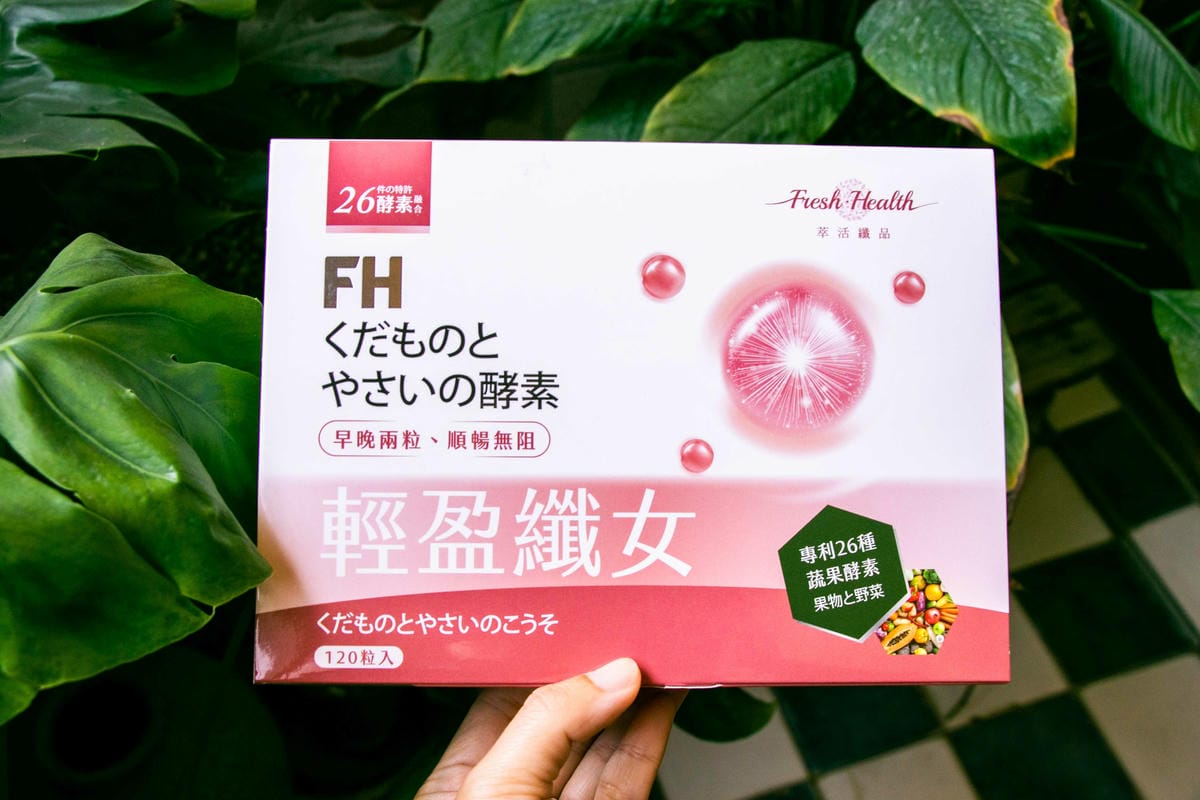 26件の特許酵素融合
Fresh·Health
萃活纖品
FH
くだものと
やさいの酵素
早晚兩粒、順暢無阻
輕盈纖女
專利26種
蔬果酵素
果物と野菜
くだものとやさいのこうそ
120粒入